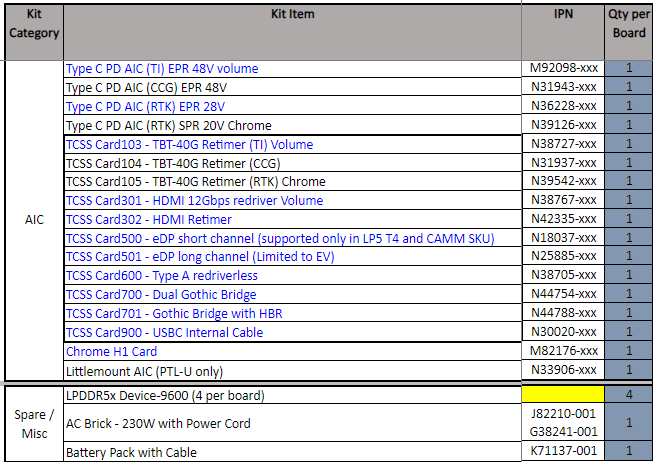 Kit Category Kit Item IPN Qty per Board
AIC
Type C PD AIC (TI) EPR 48V volume M92098-xxx 1
Type C PD AIC (CCG) EPR 48V N31943-xxx 1
Type C PD AIC (RTK) EPR 28V N36228-xxx 1
Type C PD AIC (RTK) SPR 20V Chrome N39126-xxx 1
TCSS Card103 - TBT-40G Retimer (TI) Volume N38727-xxx 1
TCSS Card104 - TBT-40G Retimer (CCG) N31937-xxx 1
TCSS Card105 - TBT-40G Retimer (RTK) Chrome N39542-xxx 1
TCSS Card301 - HDMI 12Gbps redriver Volume N38767-xxx 1
TCSS Card302 - HDMI Retimer N42335-xxx 1
TCSS Card500 - eDP short channel (supported only in LP5 T4 and CAMM SKU) N18037-xxx 1
TCSS Card501 - eDP long channel (Limited to EV) N25885-xxx 1
TCSS Card600 - Type A redriverless N38705-xxx 1
TCSS Card700 - Dual Gothic Bridge N44754-xxx 1
TCSS Card701 - Gothic Bridge with HBR N44788-xxx 1
TCSS Card900 - USBC Internal Cable N30020-xxx 1
Chrome H1 Card M82176-xxx 1
Littlemount AIC (PTL-U only) N33906-xxx 1
Spare / Misc
LPDDR5x Device-9600 (4 per board) 4
AC Brick - 230W with Power Cord J82210-001 G38241-001 1
Battery Pack with Cable K71137-001 1